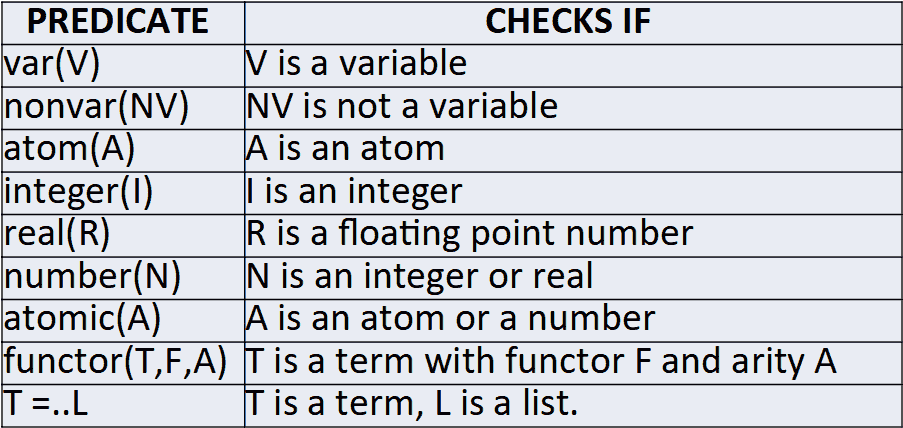 PREDICATE CHECKS IF
var(V) V is a variable
nonvar(NV) NV is not a variable
atom(A) A is an atom
integer(I) I is an integer
real(R) R is a floating point number
number(N) N is an integer or real
atomic(A) A is an atom or a number
functor(T,F,A) T is a term with functor F and arity A
T =..L T is a term, L is a list.